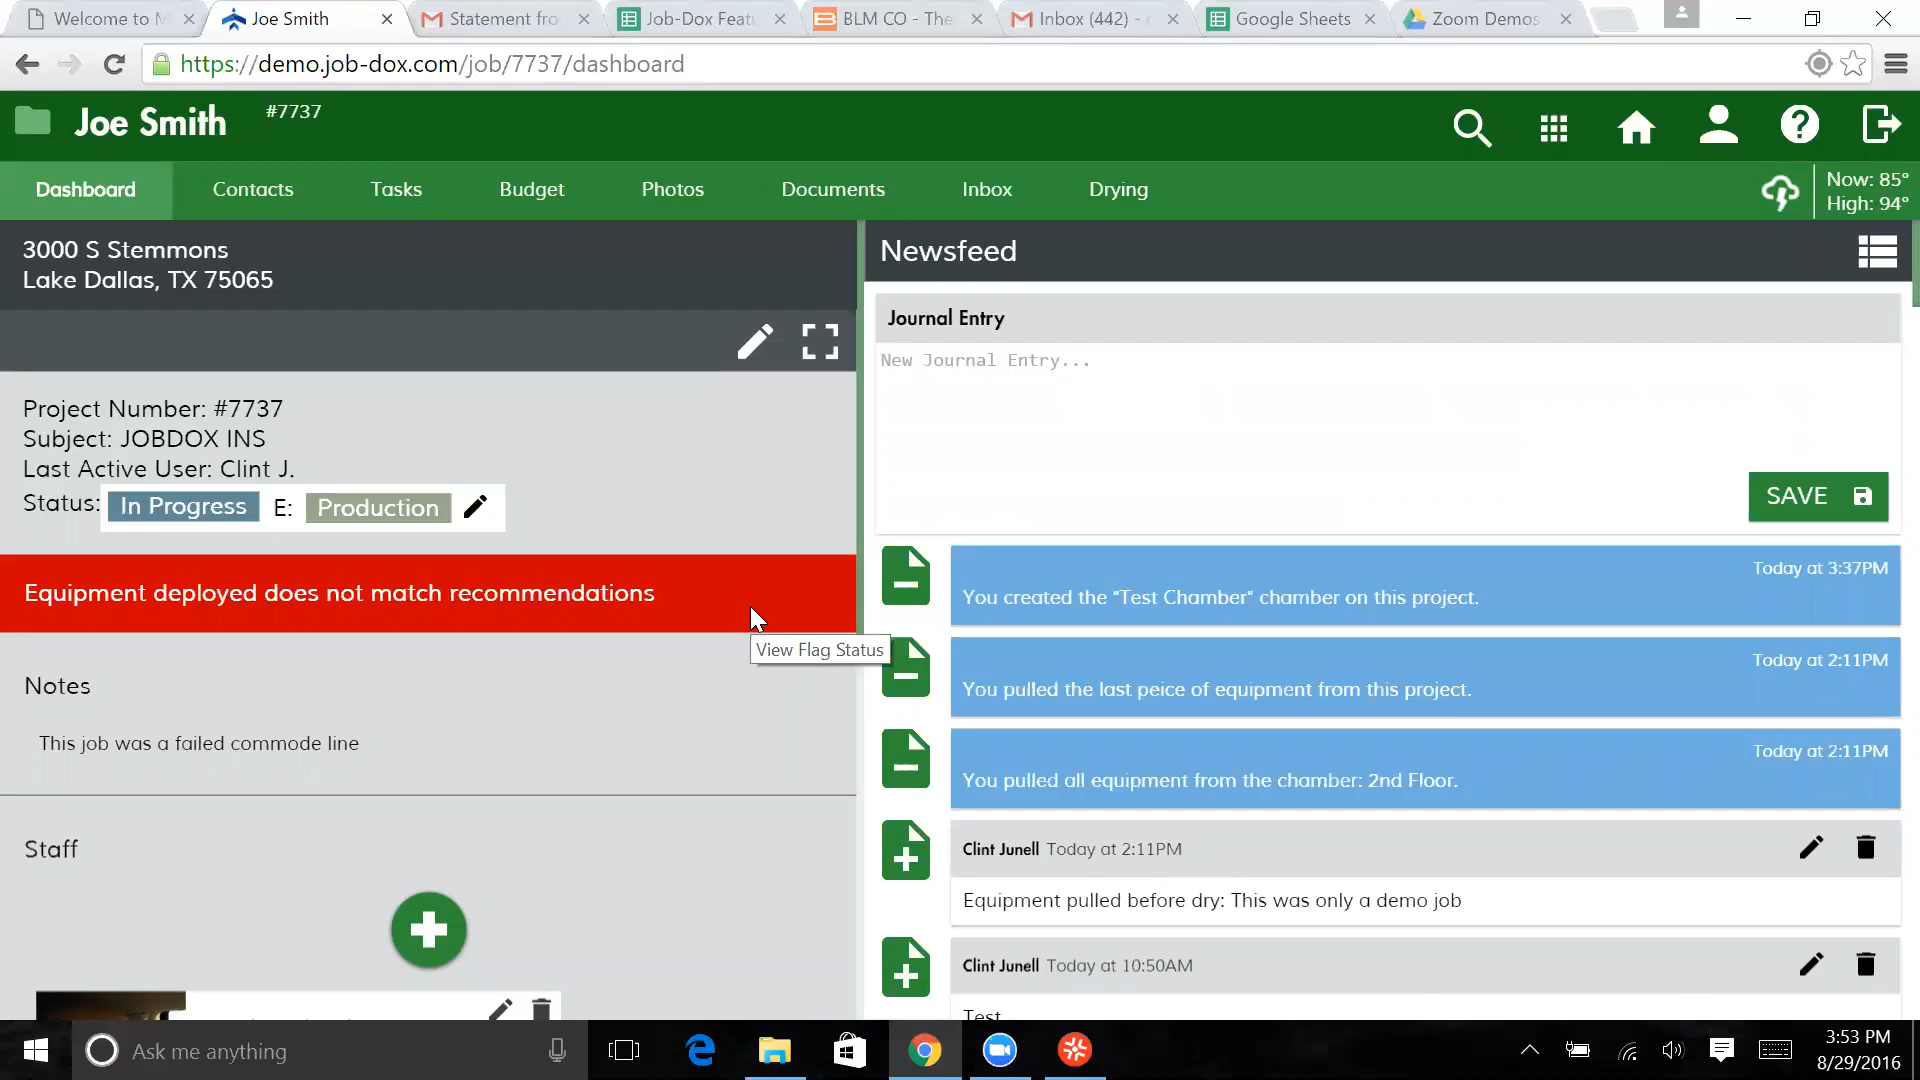 Welcome to M
Joe Smith
Statement fro
Job-Dox Feat
BLM CO - The
Inbox (442) - c
Google Sheets
Zoom Demos
https://demo.job-dox.com/job/7737/dashboard
Joe Smith
#7737
Dashboard
Contacts
Tasks
Budget
Photos
Documents
Inbox
Drying
Now: 85°
High: 94°
3000 S Stemmons
Lake Dallas, TX 75065
Project Number: #7737
Subject: JOBDOX INS
Last Active User: Clint J.
Status: In Progress E: Production
Equipment deployed does not match recommendations
View Flag Status
Notes
This job was a failed commode line
Staff
Newsfeed
Journal Entry
New Journal Entry...
SAVE
Today at 3:37PM
You created the "Test Chamber" chamber on this project.
Today at 2:11PM
You pulled the last peice of equipment from this project.
Today at 2:11PM
You pulled all equipment from the chamber: 2nd Floor.
Clint Junell Today at 2:11PM
Equipment pulled before dry: This was only a demo job
Clint Junell Today at 10:50AM
Test
Ask me anything
3:53 PM
8/29/2016